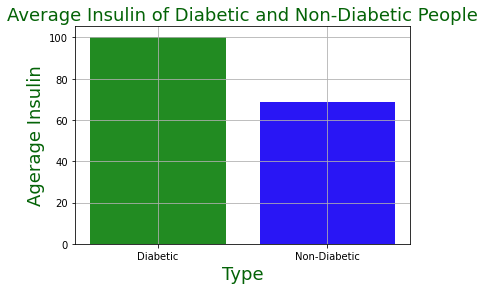 Average Insulin of Diabetic and Non-Diabetic People
Agerage Insulin
100
80
60
40
20
0
Diabetic
Non-Diabetic
Type